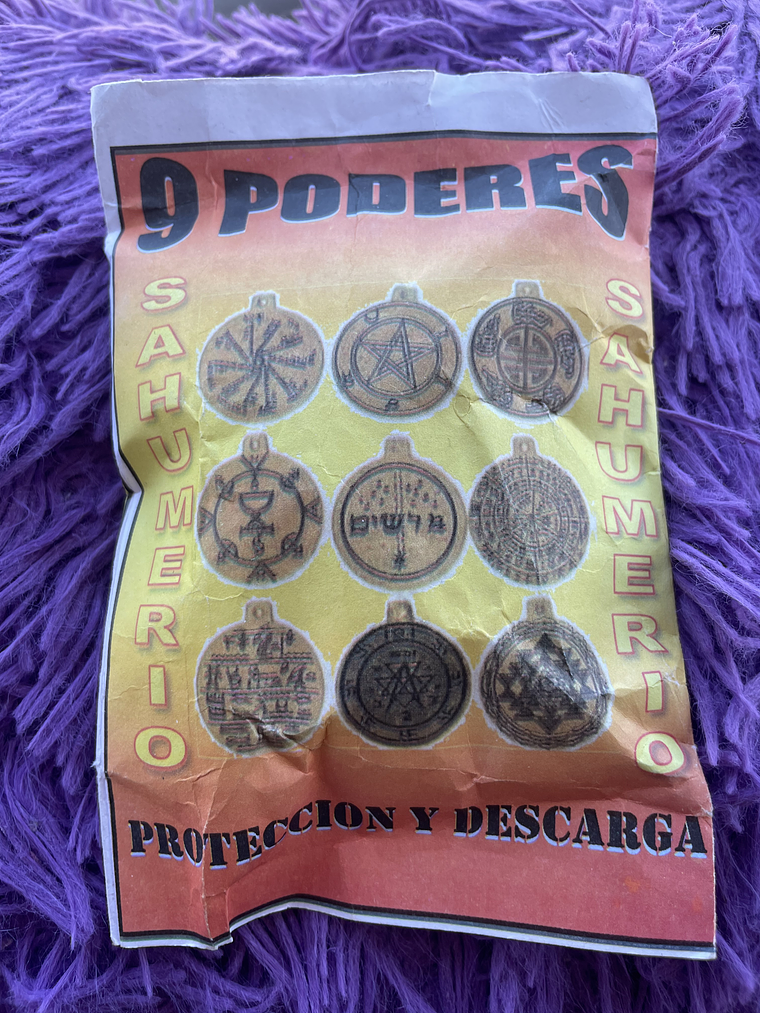 9 PODERES
SAHUMERIO
SAHUMERIO
PROTECCION Y DESCARGA